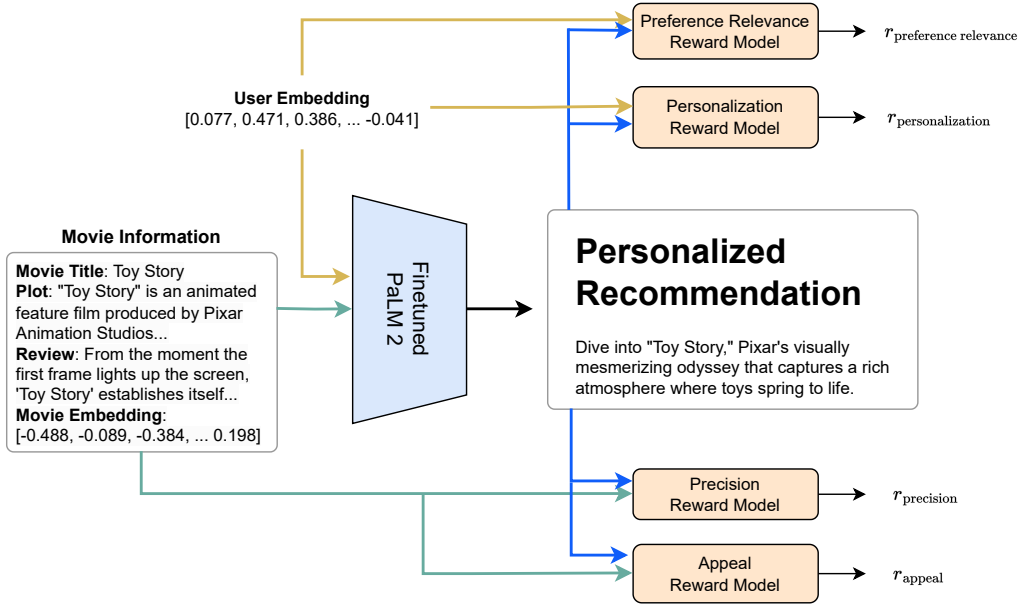 Preference Relevance
Reward Model
r preference relevance
User Embedding
[0.077, 0.471, 0.386, ... -0.041]
Personalization
Reward Model
r personalization
Movie Information
Movie Title: Toy Story
Plot: "Toy Story" is an animated
feature film produced by Pixar
Animation Studios...
Review: From the moment the
first frame lights up the screen,
'Toy Story' establishes itself...
Movie Embedding:
[-0.488, -0.089, -0.384, ... 0.198]
Finetuned
PaLM 2
Personalized
Recommendation
Dive into "Toy Story," Pixar's visually
mesmerizing odyssey that captures a rich
atmosphere where toys spring to life.
Precision
Reward Model
r precision
Appeal
Reward Model
r appeal